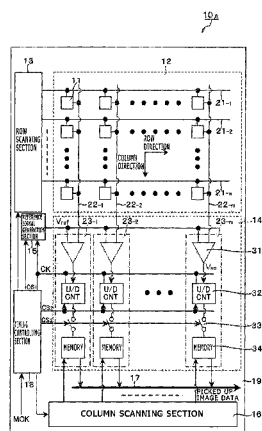 10A
13
12
11
ROW SCANNING SECTION
21-1
21-2
ROW DIRECTION
COLUMN DIRECTION
21-n
22-1
22-2
22-m
23-1
23-2
23-m
14
Vref
REFERENCE SIGNAL GENERATION SECTION
15
31
Vco
CK
U/D CNT
U/D CNT
U/D CNT
32
CS1
CS2
CS3
33
TIMING CONTROLLING SECTION
MEMORY
MEMORY
MEMORY
34
18
17
PICKED UP IMAGE DATA
19
MCK
COLUMN SCANNING SECTION
16